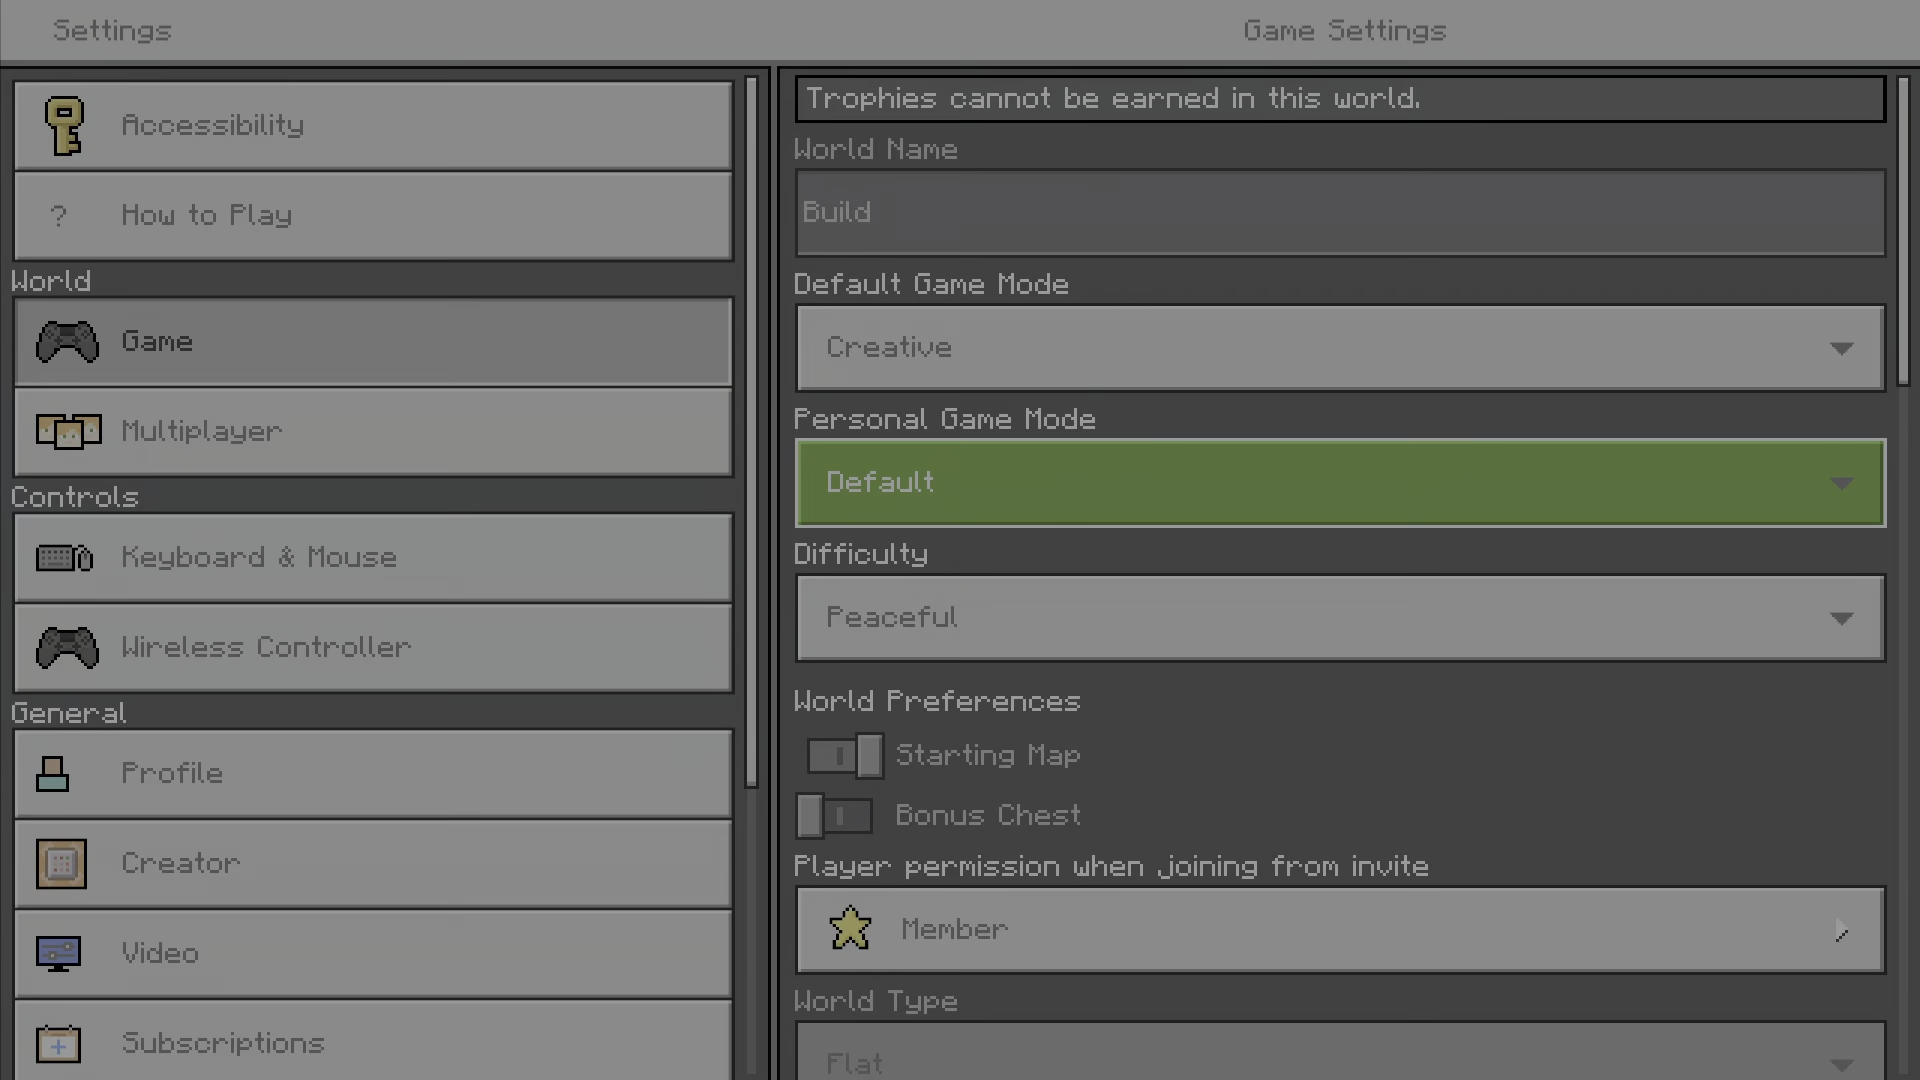 Settings
Game Settings
Accessibility
? How to Play
World
Game
Multiplayer
Controls
Keyboard & Mouse
Wireless Controller
General
Profile
Creator
Video
Subscriptions
Trophies cannot be earned in this world.
World Name
Build
Default Game Mode
Creative
Personal Game Mode
Default
Difficulty
Peaceful
World Preferences
Starting Map
Bonus Chest
Player permission when joining from invite
Member
World Type
Flat